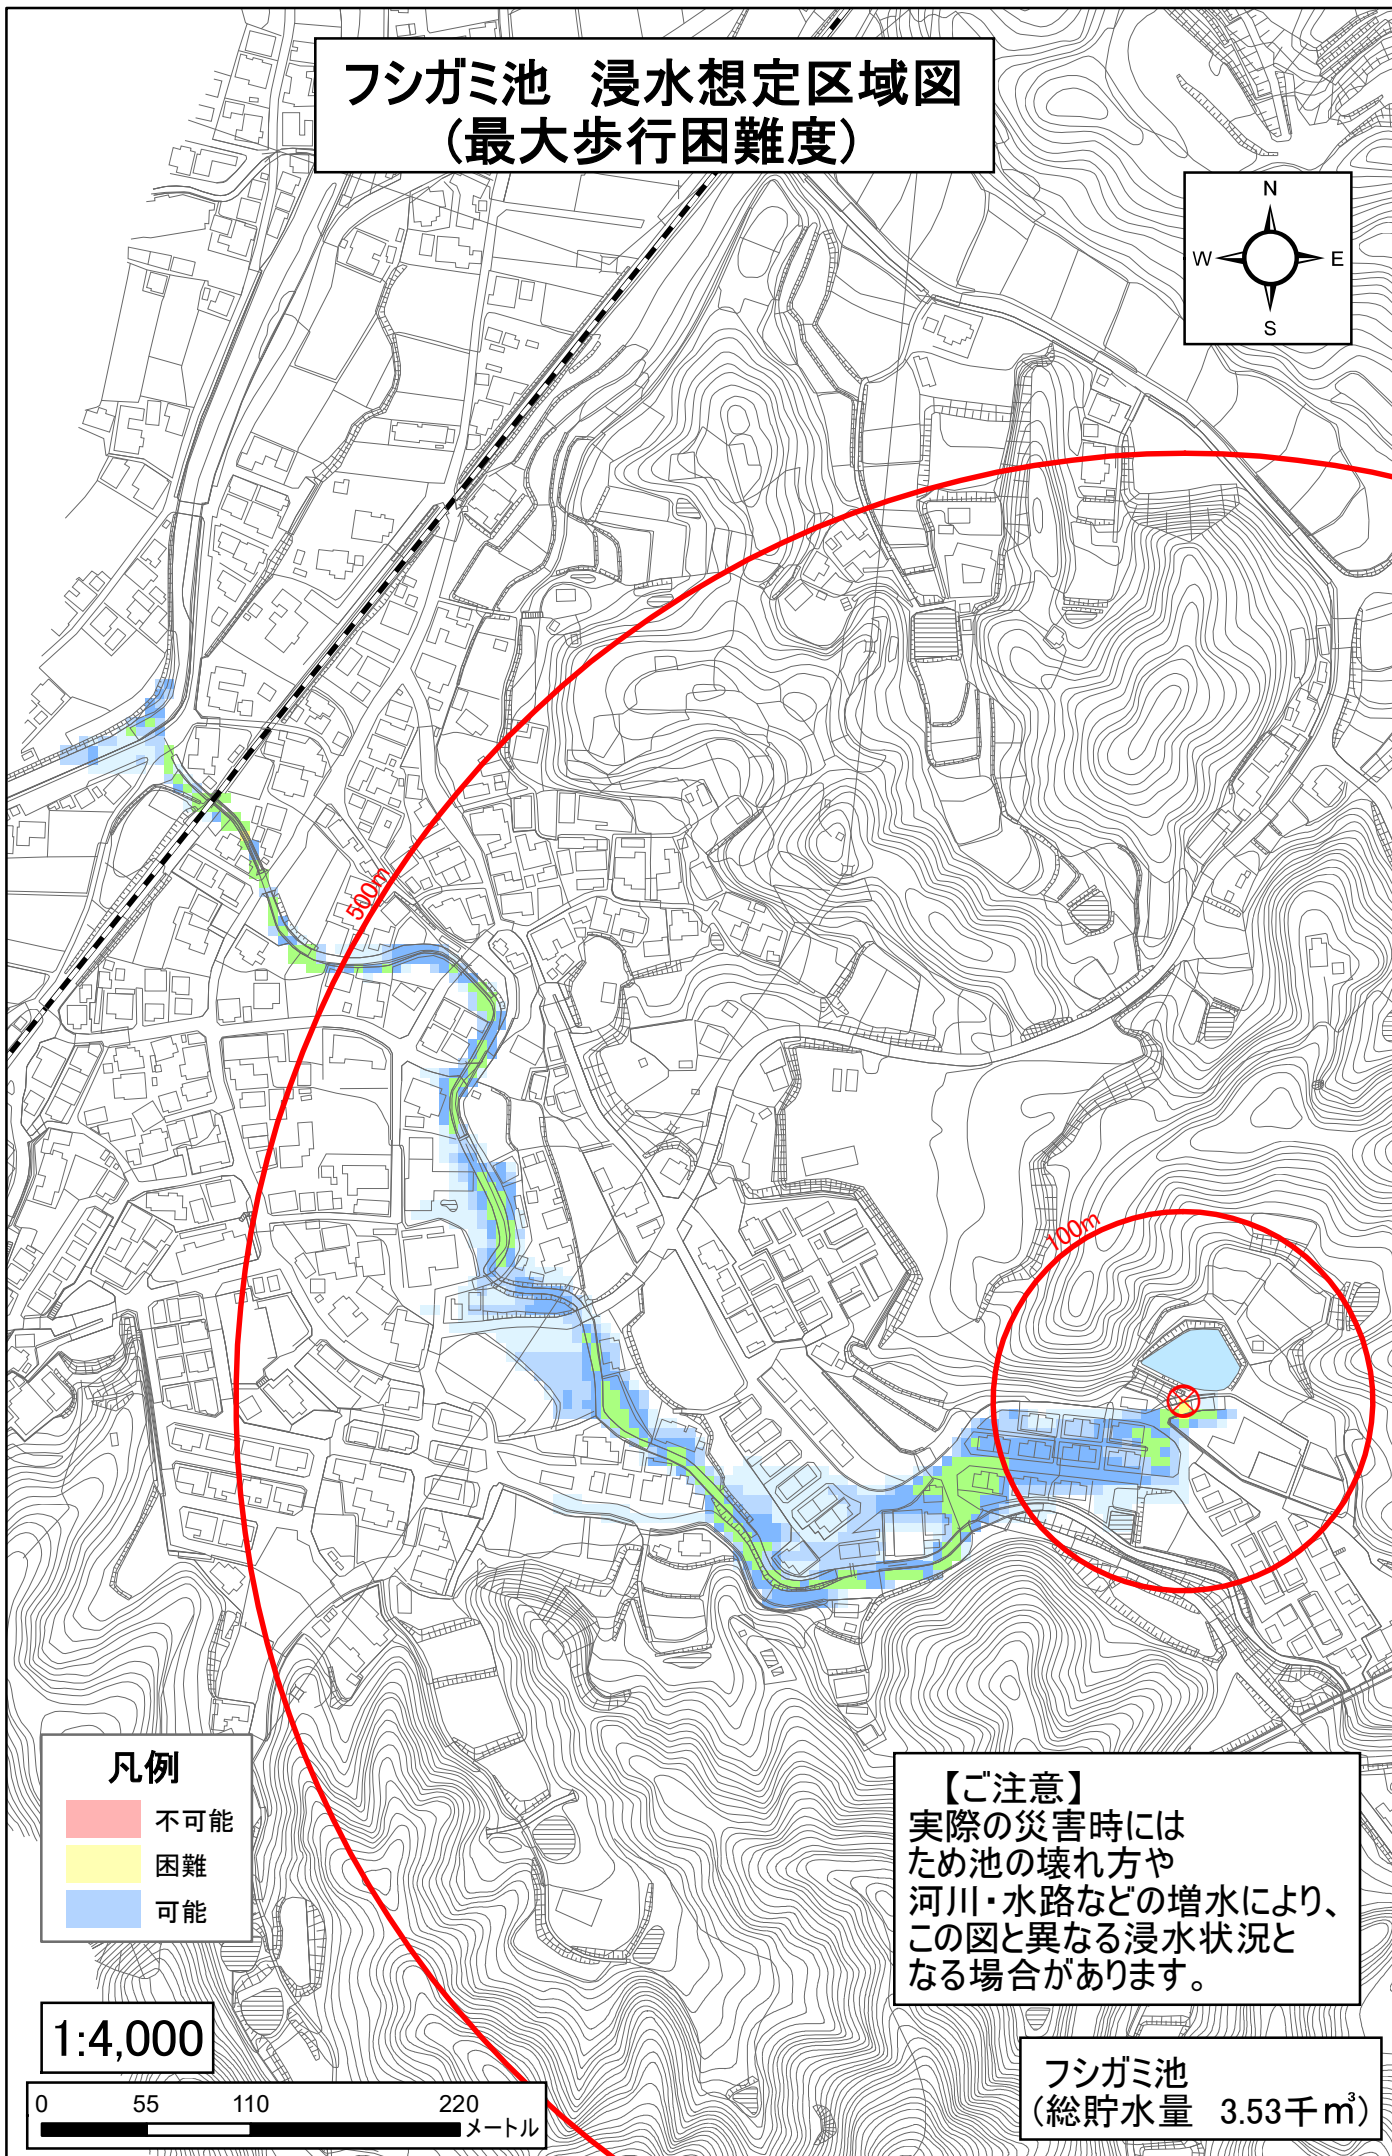 フシガミ池　浸水想定区域図
(最大歩行困難度)
N
W
E
S
500m
100m
凡例
不可能
困難
可能
【ご注意】
実際の災害時には
ため池の壊れ方や
河川・水路などの増水により、
この図と異なる浸水状況と
なる場合があります。
1:4,000
0 55 110 220
メートル
フシガミ池
(総貯水量　3.53千㎥)